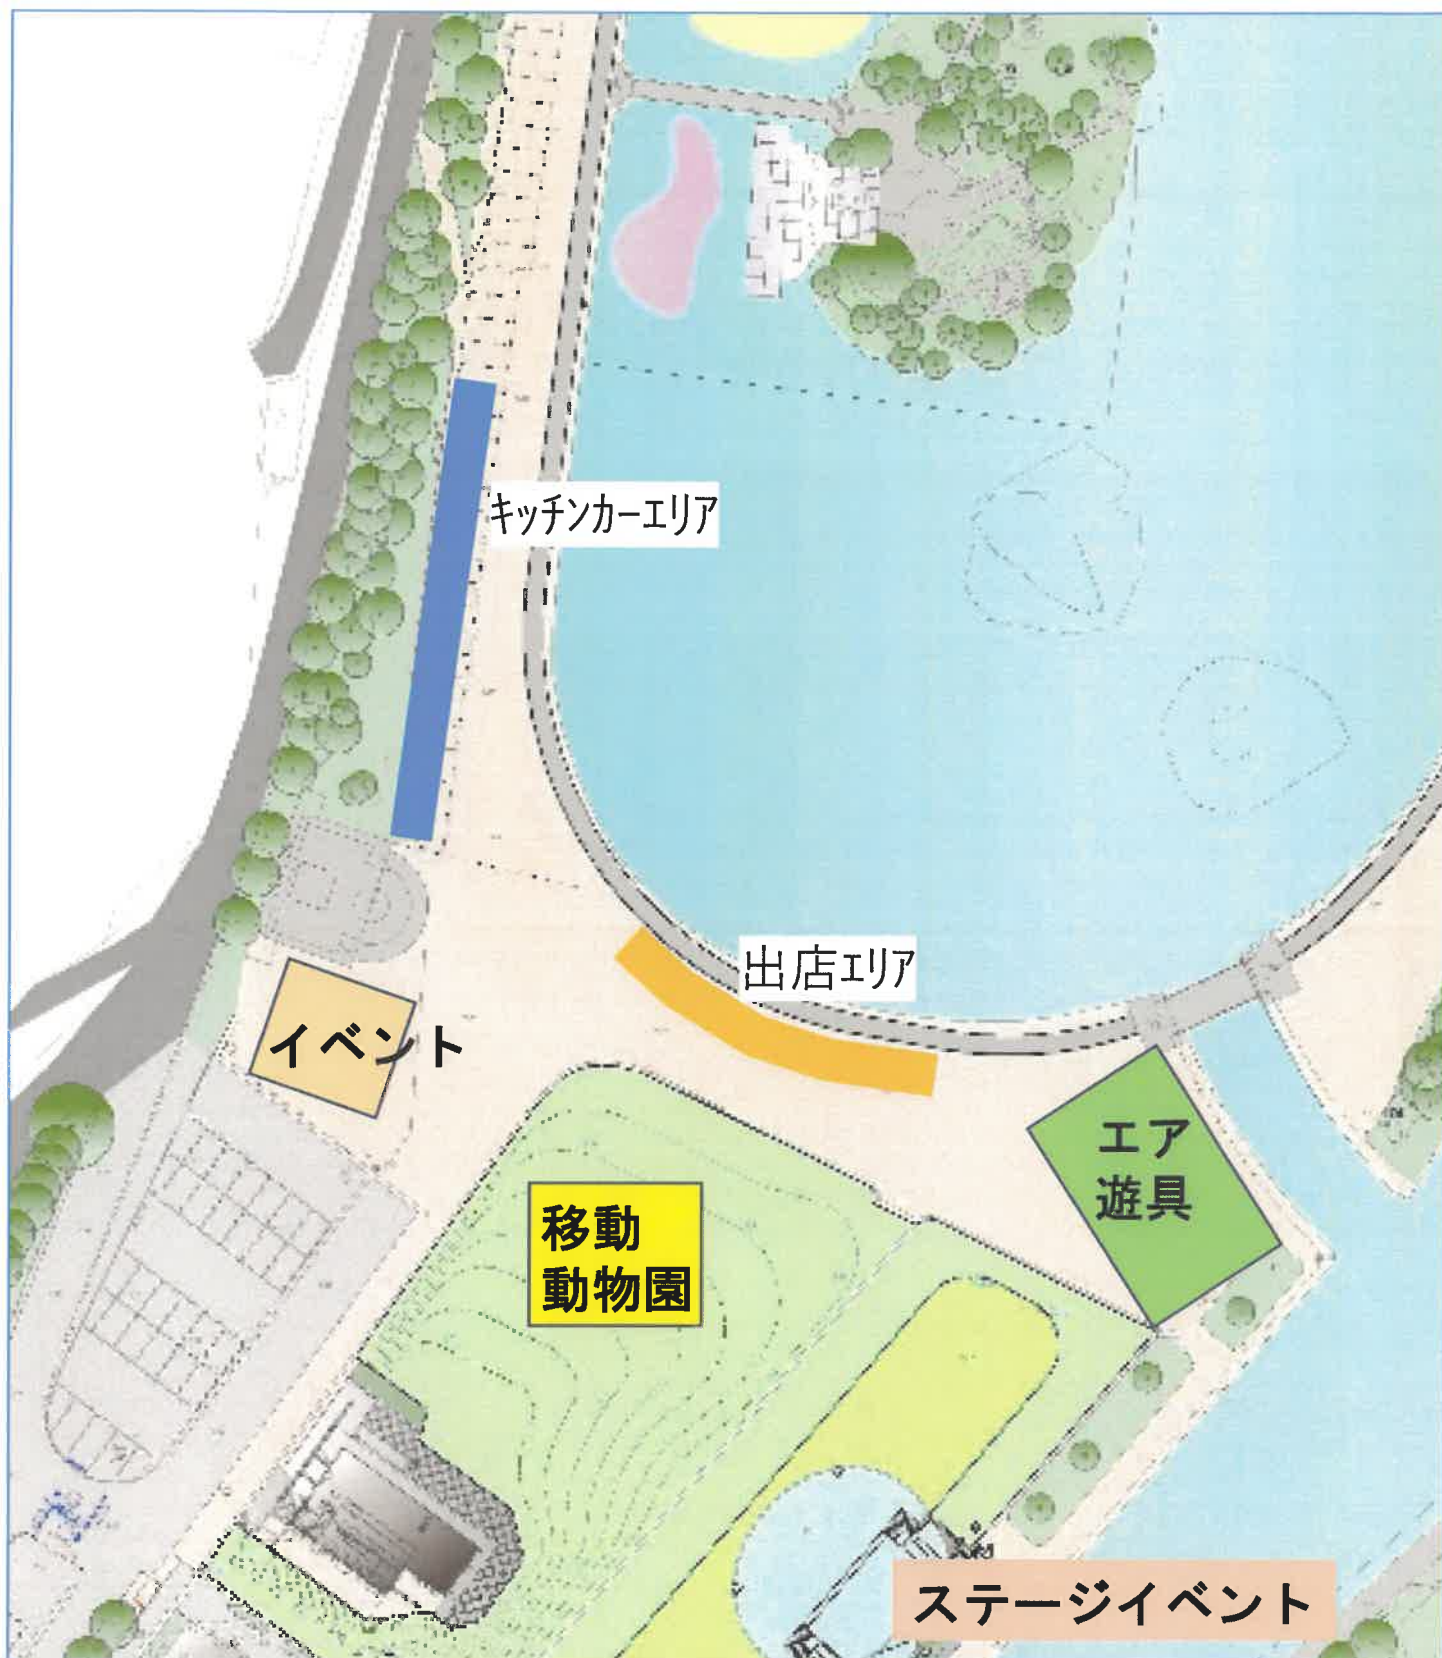 キッチンカーエリア
出店エリア
イベント
エア
遊具
移動
動物園
ステージイベント